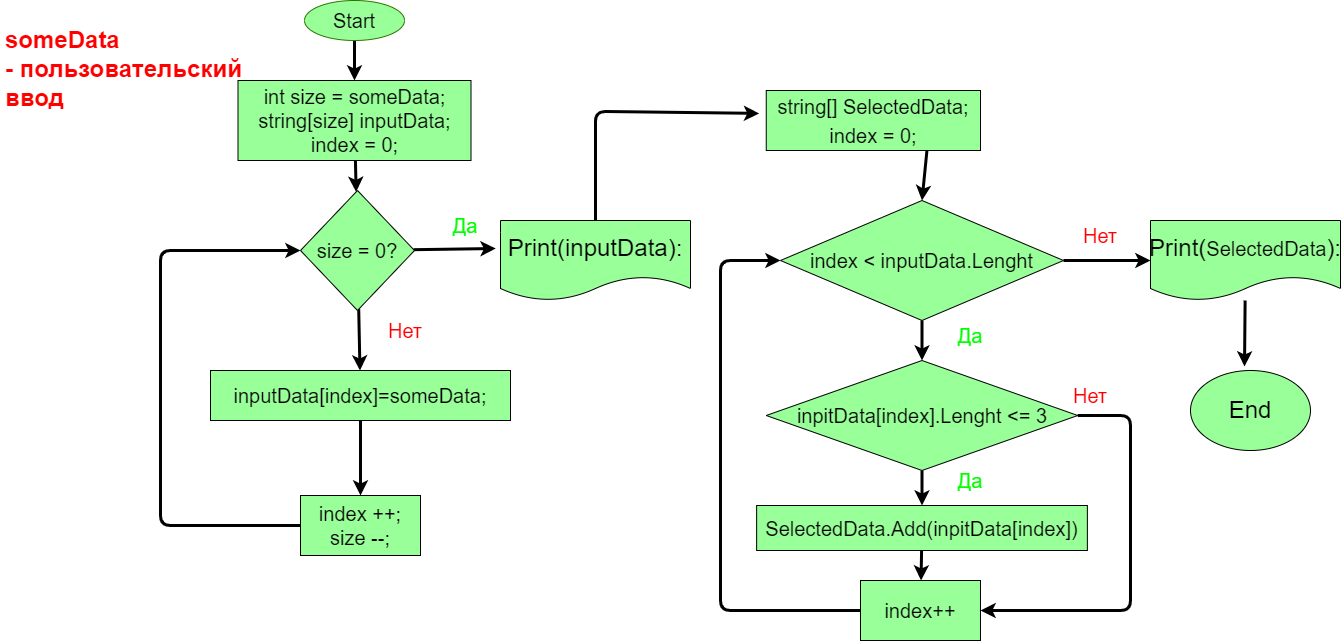 someData
- пользовательский
ввод
Start
int size = someData;
string[size] inputData;
index = 0;
size = 0?
Да
Нет
inputData[index]=someData;
index ++;
size --;
Print(inputData):
string[] SelectedData;
index = 0;
index < inputData.Lenght
Нет
Да
inpitData[index].Lenght <= 3
Нет
Да
SelectedData.Add(inpitData[index])
index++
Print(SelectedData):
End